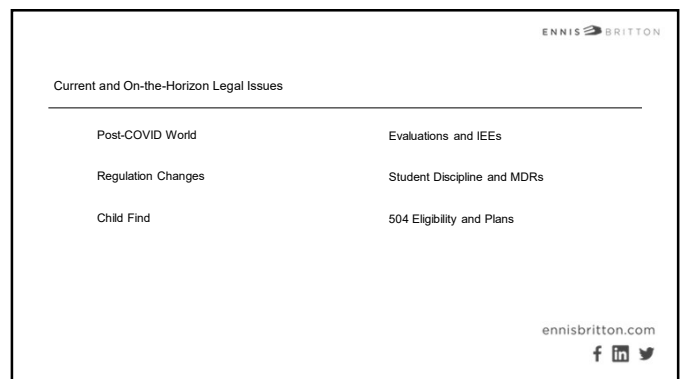 ENNIS BRITTON
Current and On-the-Horizon Legal Issues
Post-COVID World
Regulation Changes
Child Find
Evaluations and IEEs
Student Discipline and MDRs
504 Eligibility and Plans
ennisbritton.com